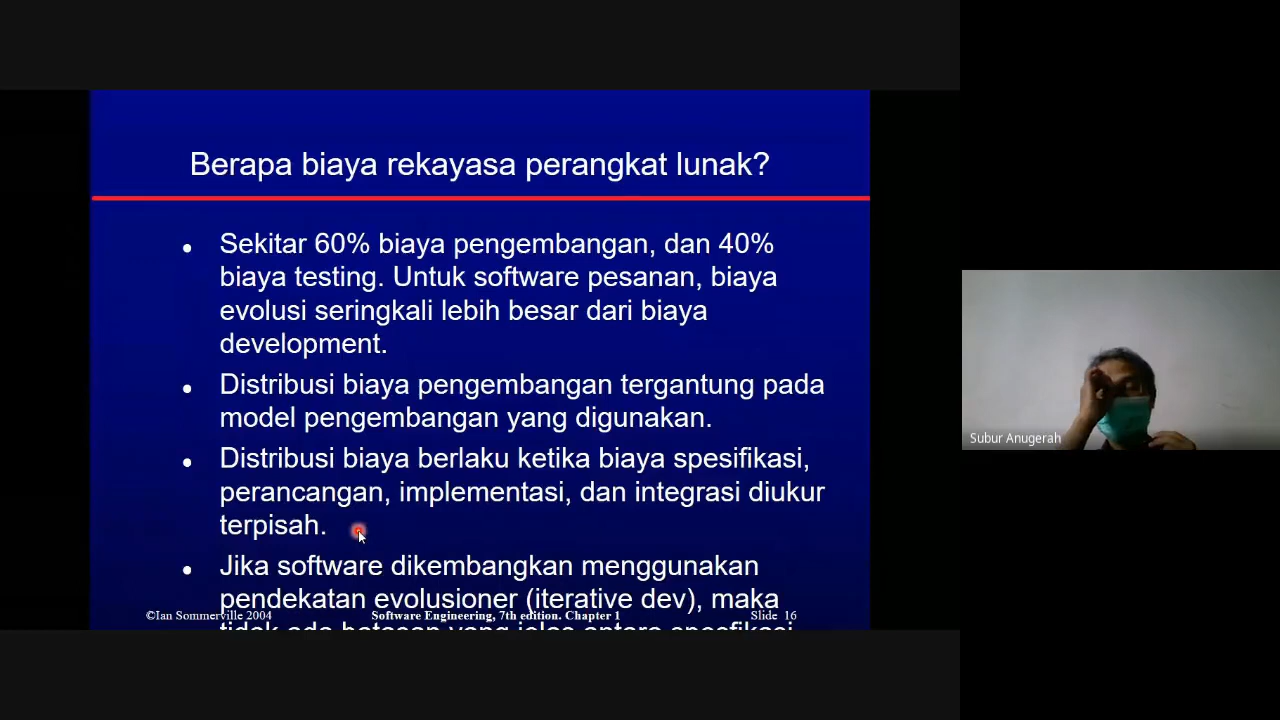 Berapa biaya rekayasa perangkat lunak?
Sekitar 60% biaya pengembangan, dan 40%
biaya testing. Untuk software pesanan, biaya
evolusi seringkali lebih besar dari biaya
development.
Distribusi biaya pengembangan tergantung pada
model pengembangan yang digunakan.
Distribusi biaya berlaku ketika biaya spesifikasi,
perancangan, implementasi, dan integrasi diukur
terpisah.
Jika software dikembangkan menggunakan
pendekatan evolusioner (iterative dev), maka
©Ian Sommerville 2004 Software Engineering, 7th edition. Chapter 1 Slide 16
tidak ada batasan yang jelas antara spesfikasi
Subur Anugerah